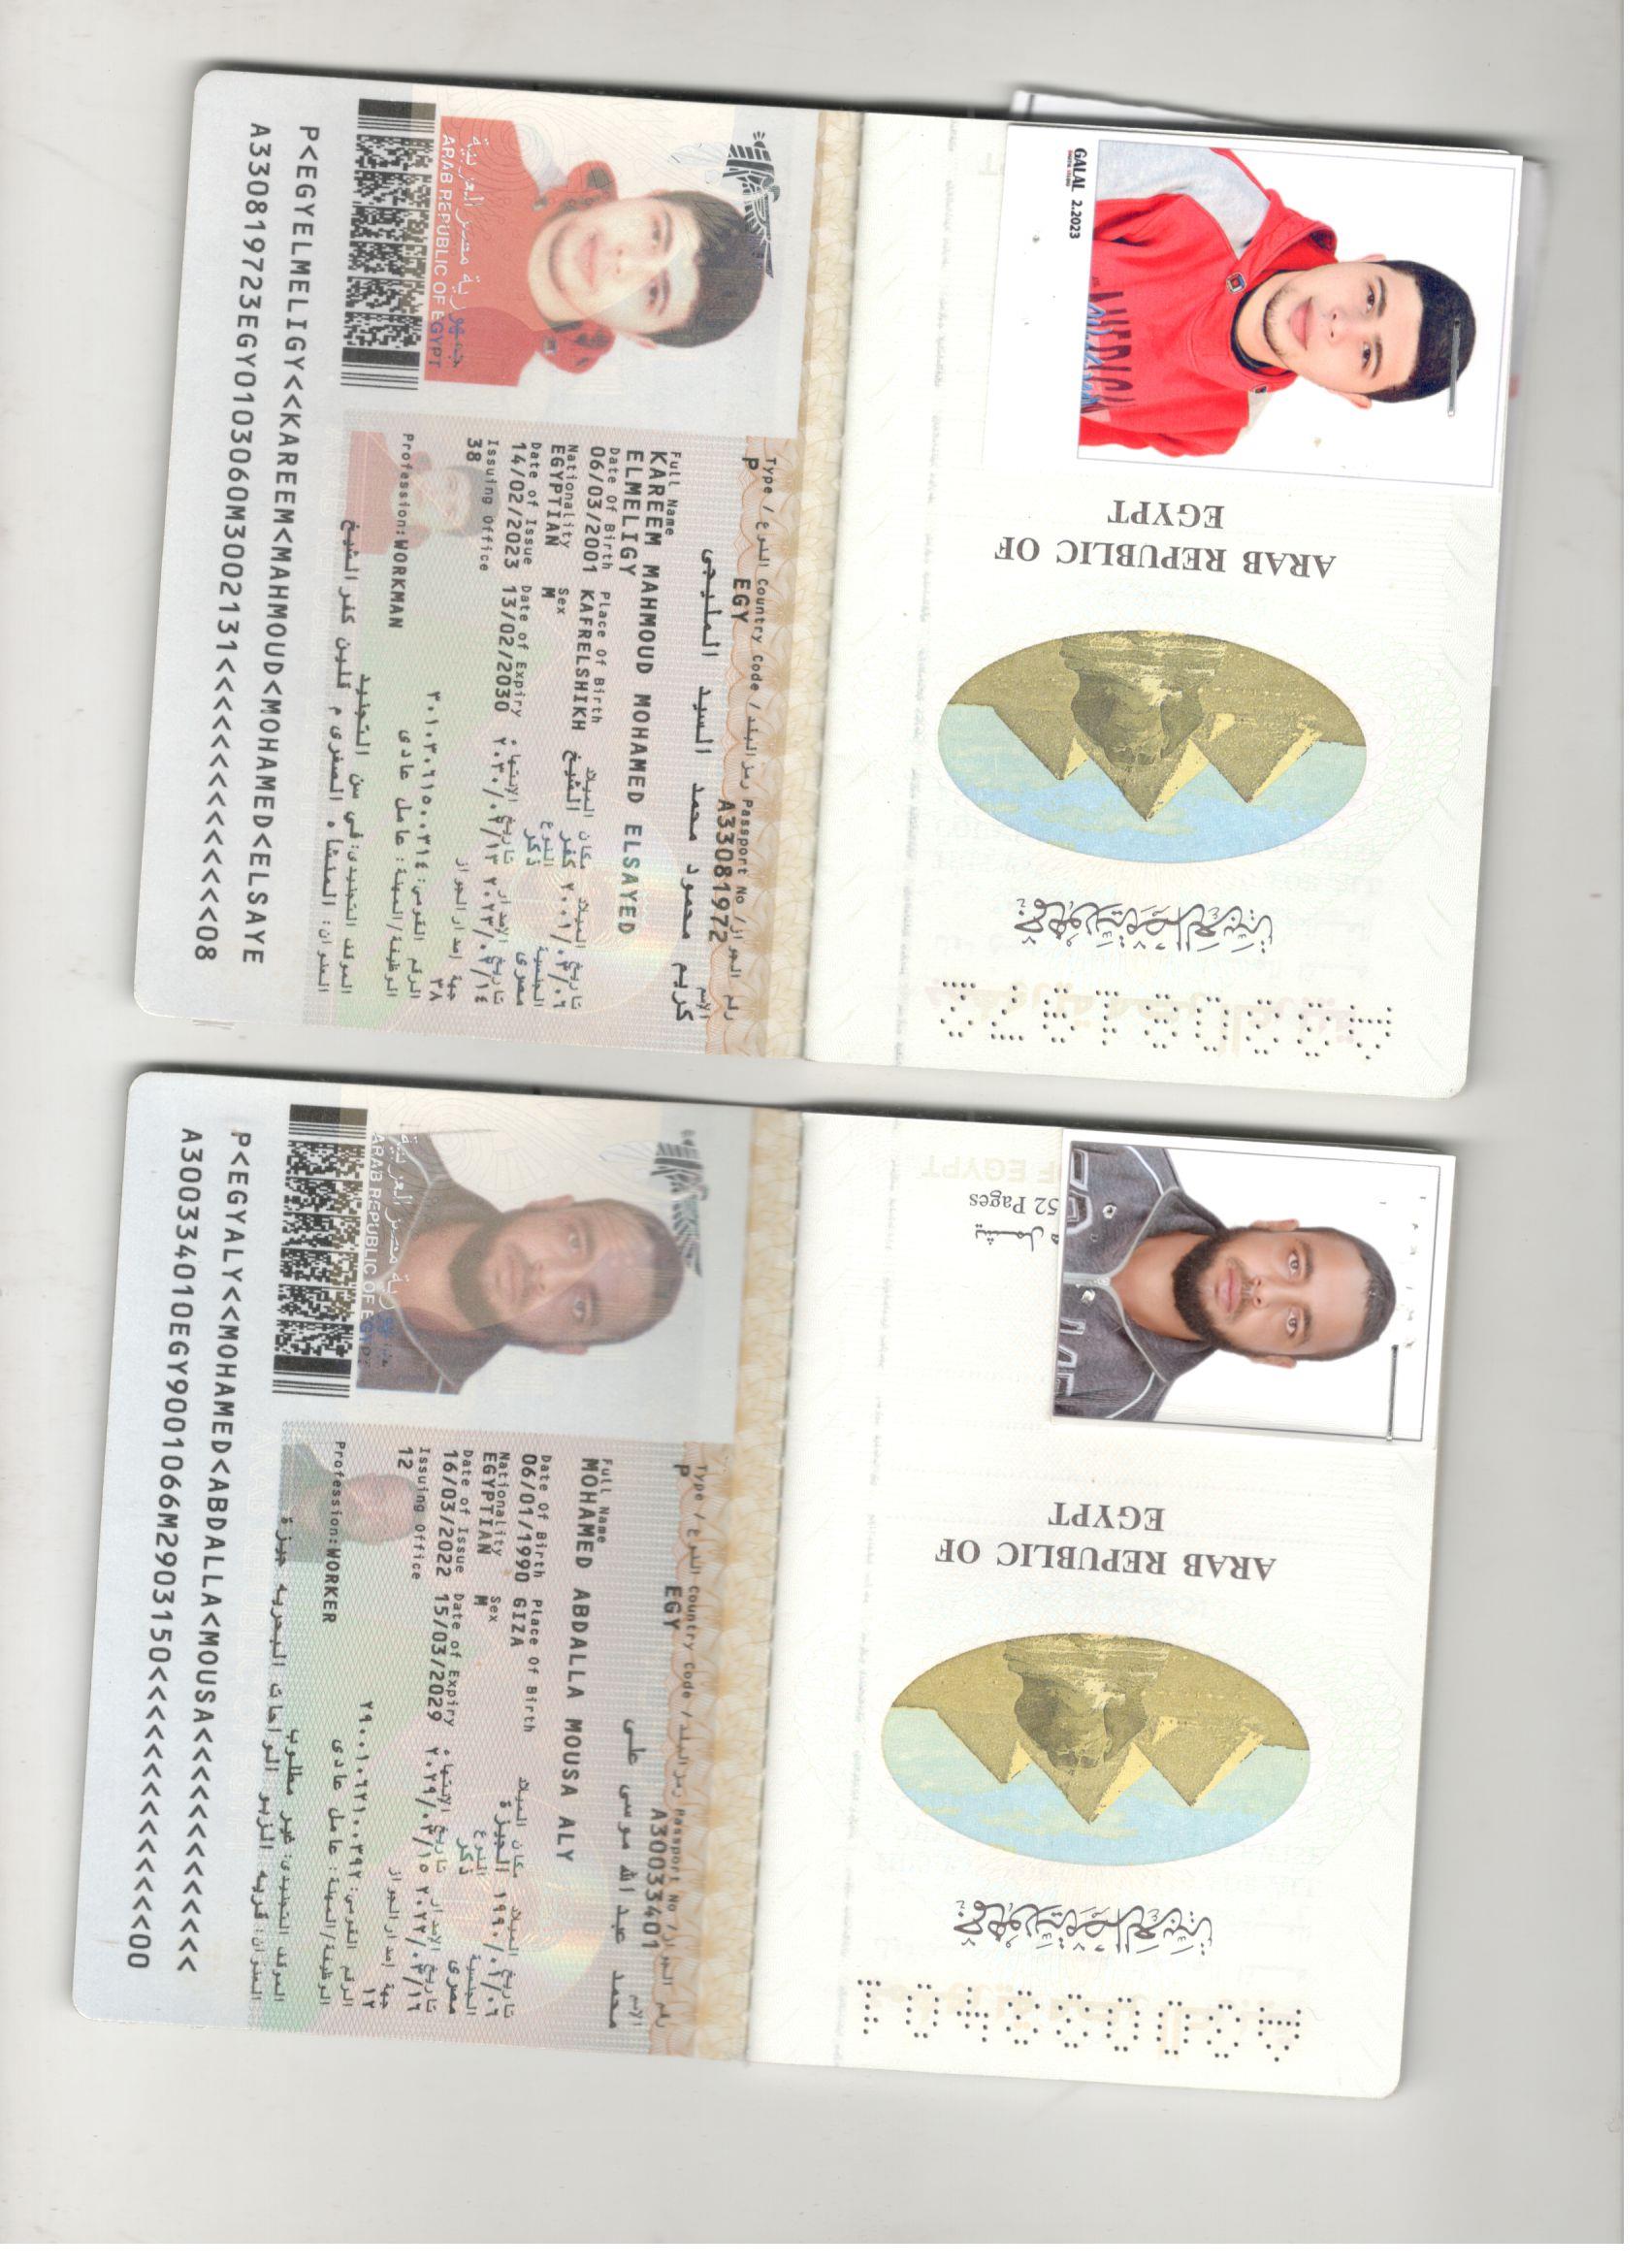 GALAL 2.2023
DIGITAL STUDIO
ARAB REPUBLIC OF
EGYPT
جمهورية مصر العربية
Type / النوع Country Code / رمز البلد Passport No / رقم الجواز
P EGY A33081972
الإسم
كريم محمود محمد السيد المليجى
Full Name
KAREEM MAHMOUD MOHAMED ELSAYED
ELMELIGY
Date Of Birth Place Of Birth مكان الميلاد تاريخ الميلاد
06/03/2001 KAFRELSHIKH كفر الشيخ ٢٠٠١/٠٣/٠٦
Nationality Sex النوع الجنسية
EGYPTIAN M ذكر مصرى
Date of Issue Date of Expiry تاريخ الإنتهاء تاريخ الإصدار
14/02/2023 13/02/2030 ٢٠٣٠/٠٢/١٣ ٢٠٢٣/٠٢/١٤
Issuing Office جهة إصدار الجواز
38 ٣٨
الرقم القومى: ٣٠١٠٣٠٦١٥٠٠٣١٤
Profession:WORKMAN الوظيفة/المهنة: عامل عادى
الموقف التجنيدى: في سن التجنيد
العنوان: المنشاه الصغرى م قلين كفر الشيخ
جمهورية مصر العربية
ARAB REPUBLIC OF EGYPT
P<EGYELMELIGY<<KAREEM<MAHMOUD<MOHAMED<ELSAYE
A330819723EGY0103060M3002131<<<<<<<<<<<<<<08
يشمل
52 Pages
OF EGYPT
ARAB REPUBLIC OF
EGYPT
جمهورية مصر العربية
Type / النوع Country Code / رمز البلد Passport No / رقم الجواز
P EGY A30033401
الإسم
محمد عبدالله موسى على
Full Name
MOHAMED ABDALLA MOUSA ALY
Date Of Birth Place Of Birth مكان الميلاد تاريخ الميلاد
06/01/1990 GIZA الجيزة ١٩٩٠/٠١/٠٦
Nationality Sex النوع الجنسية
EGYPTIAN M ذكر مصرى
Date of Issue Date of Expiry تاريخ الإنتهاء تاريخ الإصدار
16/03/2022 15/03/2029 ٢٠٢٩/٠٣/١٥ ٢٠٢٢/٠٣/١٦
Issuing Office جهة إصدار الجواز
12 ١٢
الرقم القومى: ٢٩٠٠١٠٦٢١٠٠٣٩٢
Profession:WORKER الوظيفة/المهنة: عامل عادى
الموقف التجنيدى: غير مطلوب
العنوان: قريه الزبو الواحات البحريه جيزة
ARAB REPUBLIC OF EGYPT
P<EGYALY<<MOHAMED<ABDALLA<MOUSA<<<<<<<<<<<<<
A300334010EGY9001066M2903150<<<<<<<<<<<<<<00